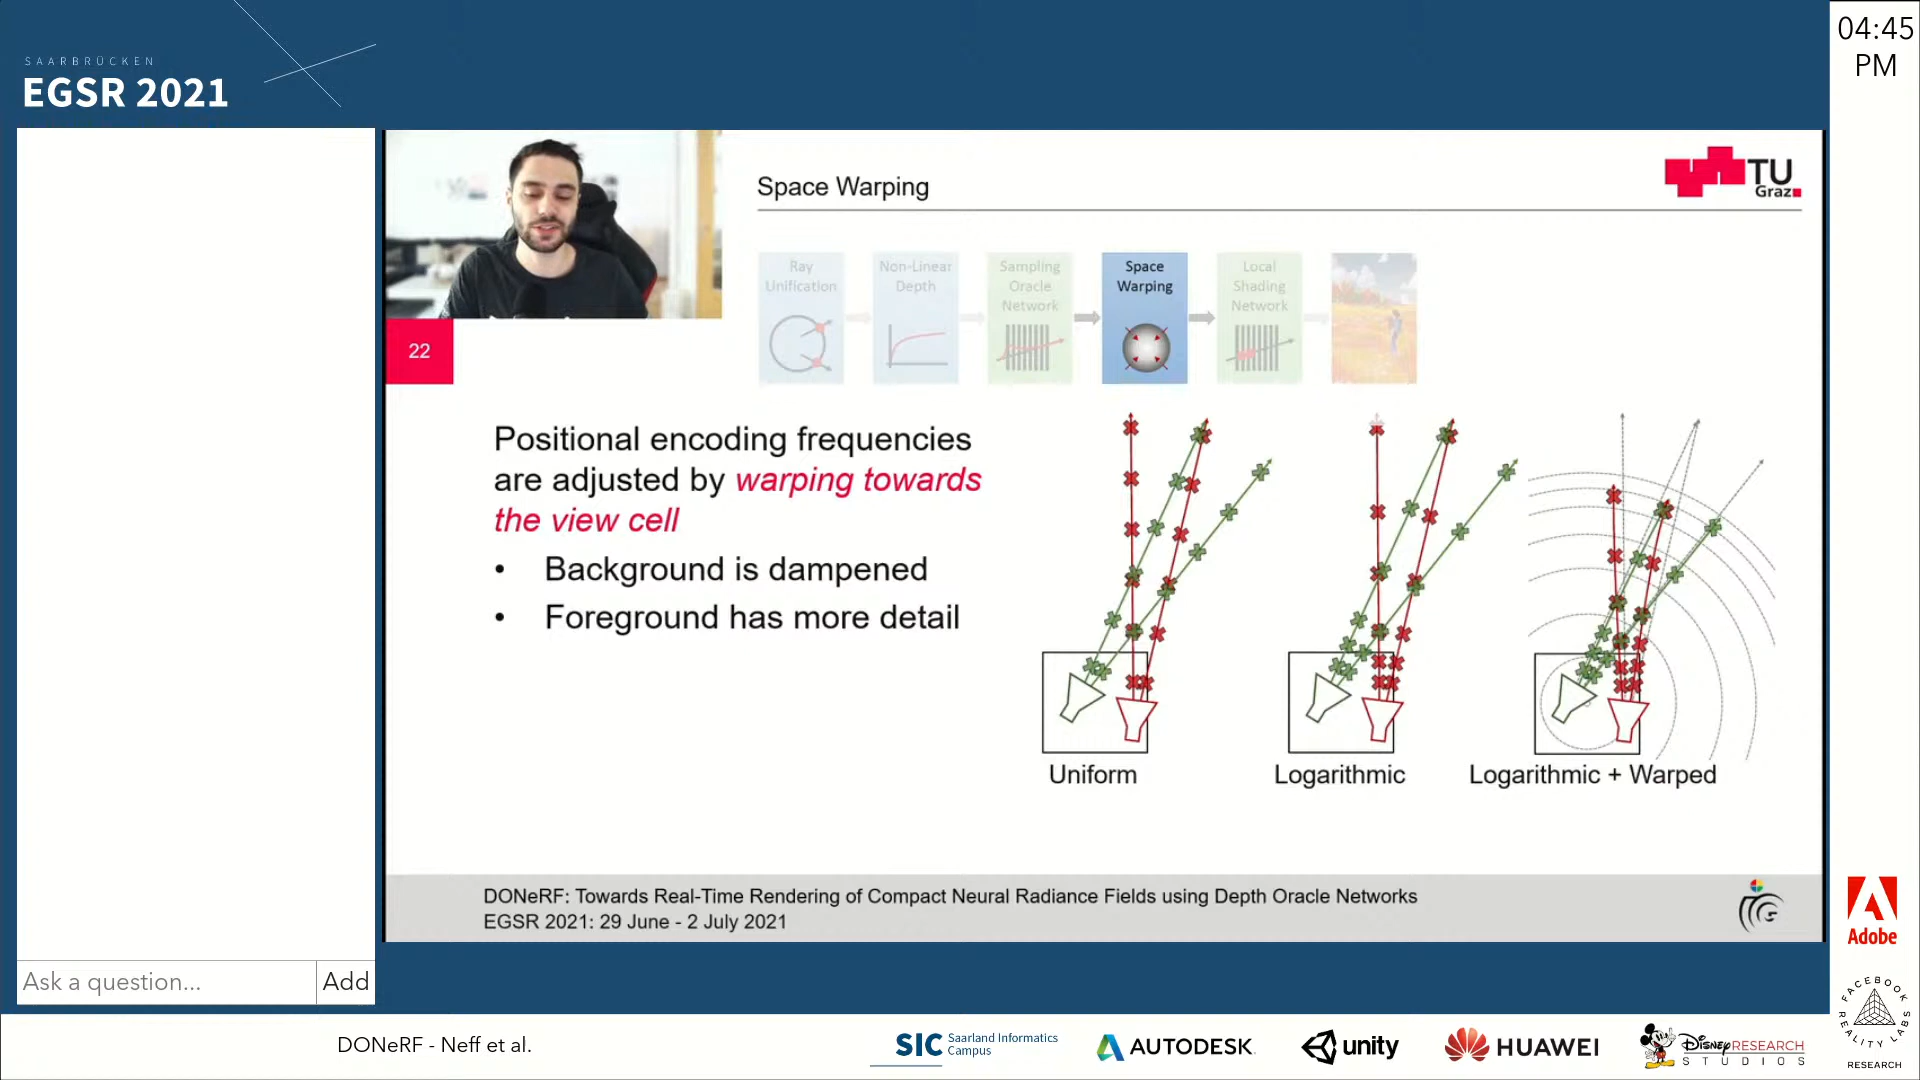 SAARBRÜCKEN
EGSR 2021
04:45
PM
Space Warping
TU
Graz
Ray
Unification
Non-Linear
Depth
Sampling
Oracle
Network
Space
Warping
Local
Shading
Network
22
Positional encoding frequencies
are adjusted by warping towards
the view cell
• Background is dampened
• Foreground has more detail
Uniform
Logarithmic
Logarithmic + Warped
DONeRF: Towards Real-Time Rendering of Compact Neural Radiance Fields using Depth Oracle Networks
EGSR 2021: 29 June - 2 July 2021
Ask a question...
Add
Adobe
FACEBOOK
REALITY LABS
RESEARCH
DONeRF - Neff et al.
SIC Saarland Informatics
Campus
AUTODESK
unity
HUAWEI
Disney RESEARCH
STUDIOS